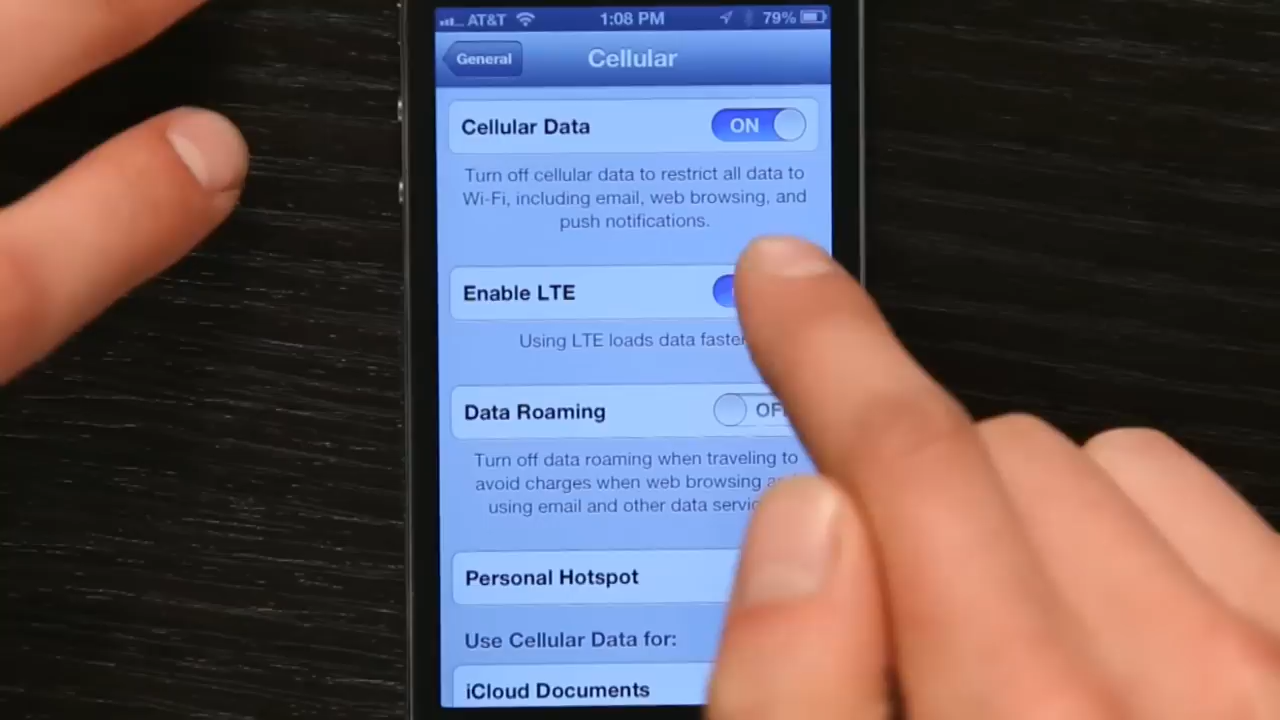 AT&T 1:08 PM 79%
General Cellular
Cellular Data ON
Turn off cellular data to restrict all data to
Wi-Fi, including email, web browsing, and
push notifications.
Enable LTE
Using LTE loads data faster
Data Roaming
Turn off data roaming when traveling to
avoid charges when web browsing
using email and other data
Personal Hotspot
Use Cellular Data for:
iCloud Documents